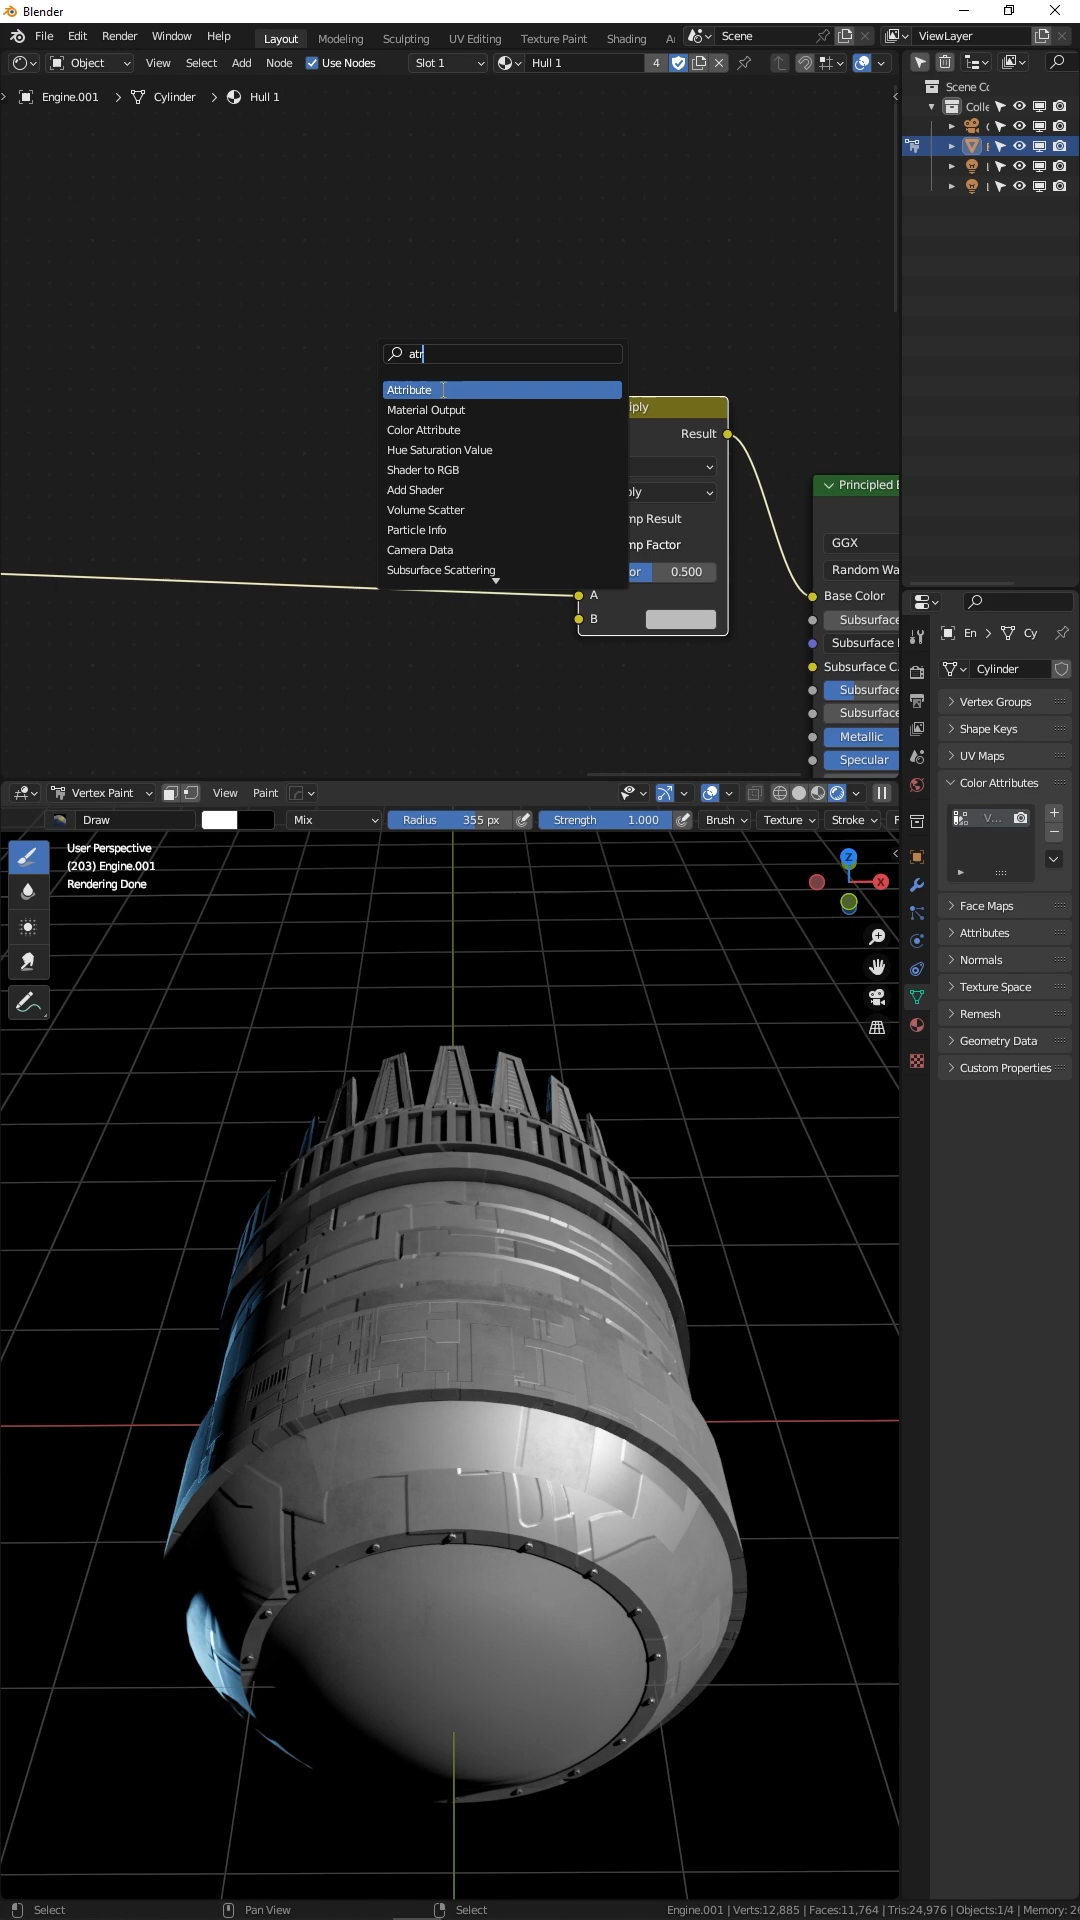 Blender
File Edit Render Window Help Layout Modeling Sculpting UV Editing Texture Paint Shading Scene ViewLayer
Object View Select Add Node Use Nodes Slot 1 Hull 1 4
Engine.001 > Cylinder > Hull 1
Scene Cc
Colle
atr
Attribute
Material Output
Color Attribute
Hue Saturation Value
Shader to RGB
Add Shader
Volume Scatter
Particle Info
Camera Data
Subsurface Scattering
iply
Result
ply
mp Result
mp Factor
or 0.500
A
B
Principled E
GGX
Random Wa
Base Color
Subsurface
Subsurface
Subsurface C.
Subsurface
Subsurface
Metallic
Specular
En > Cy
Cylinder
Vertex Groups
Shape Keys
UV Maps
Color Attributes
V...
Face Maps
Attributes
Normals
Texture Space
Remesh
Geometry Data
Custom Properties
Vertex Paint View Paint
Draw Mix Radius 355 px Strength 1.000 Brush Texture Stroke F
User Perspective
(203) Engine.001
Rendering Done
Z
X
Select Pan View Select Engine.001 | Verts:12,885 | Faces:11,764 | Tris:24,976 | Objects:1/4 | Memory: 2